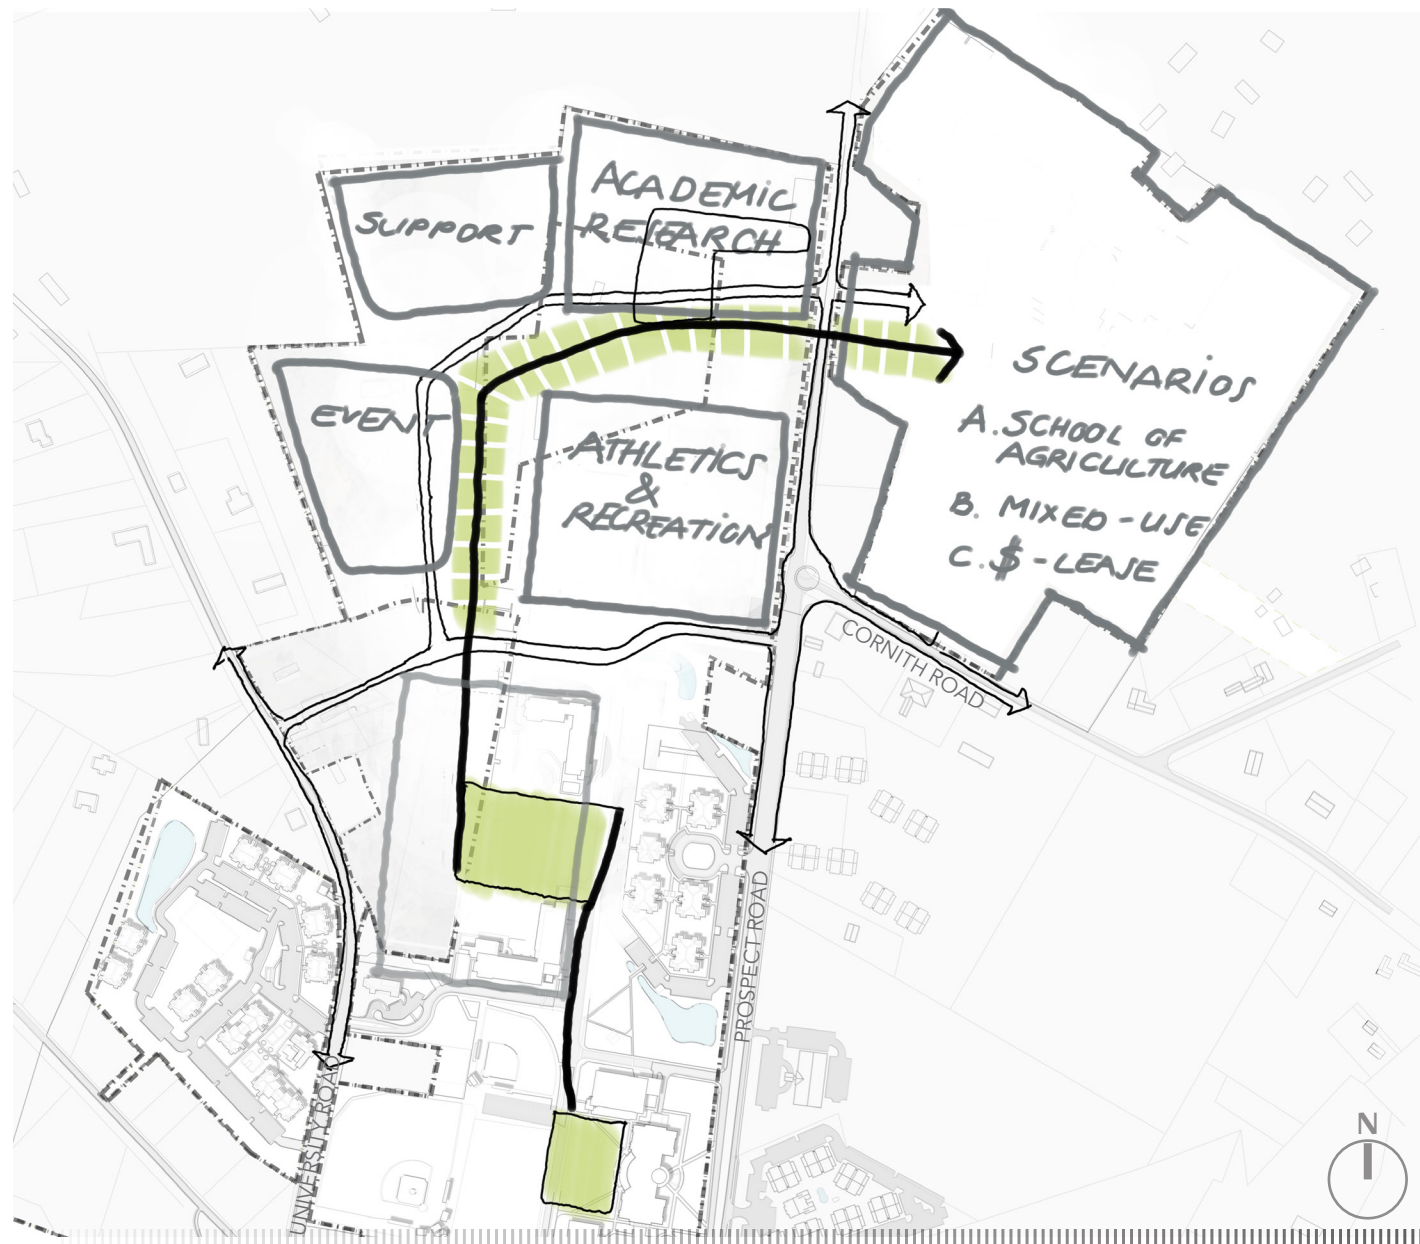 ACADEMIC
RESEARCH
SUPPORT
EVENT
ATHLETICS
&
RECREATION
SCENARIOS
A. SCHOOL OF
AGRICULTURE
B. MIXED-USE
C. $-LEASE
CORNITH ROAD
PROSPECT ROAD
UNIVERSITY ROAD
N